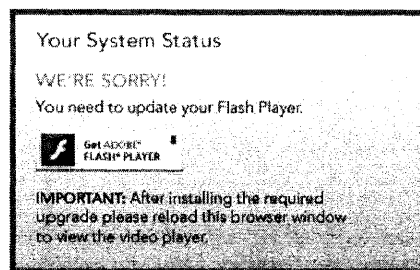 Your System Status
WE'RE SORRY!
You need to update your Flash Player.
Get ADOBE®
FLASH® PLAYER
IMPORTANT: After installing the required
upgrade please reload this browser window
to view the video player.